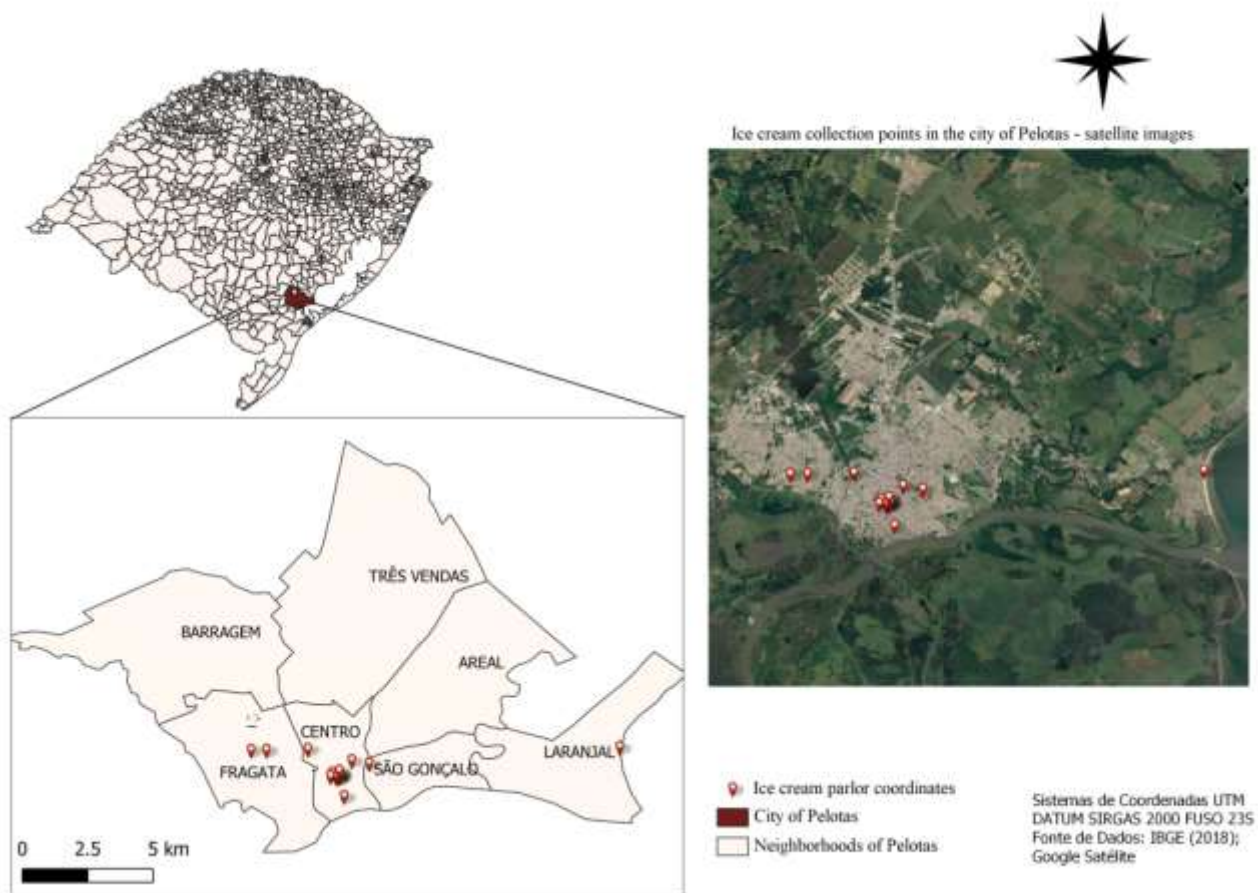 Ice cream collection points in the city of Pelotas - satellite images
TRÊS VENDAS
BARRAGEM
AREAL
CENTRO
LARANJAL
FRAGATA
SÃO GONÇALO
0 2.5 5 km
Ice cream parlor coordinates
City of Pelotas
Neighborhoods of Pelotas
Sistemas de Coordenadas UTM
DATUM SIRGAS 2000 FUSO 23S
Fonte de Dados: IBGE (2018);
Google Satélite